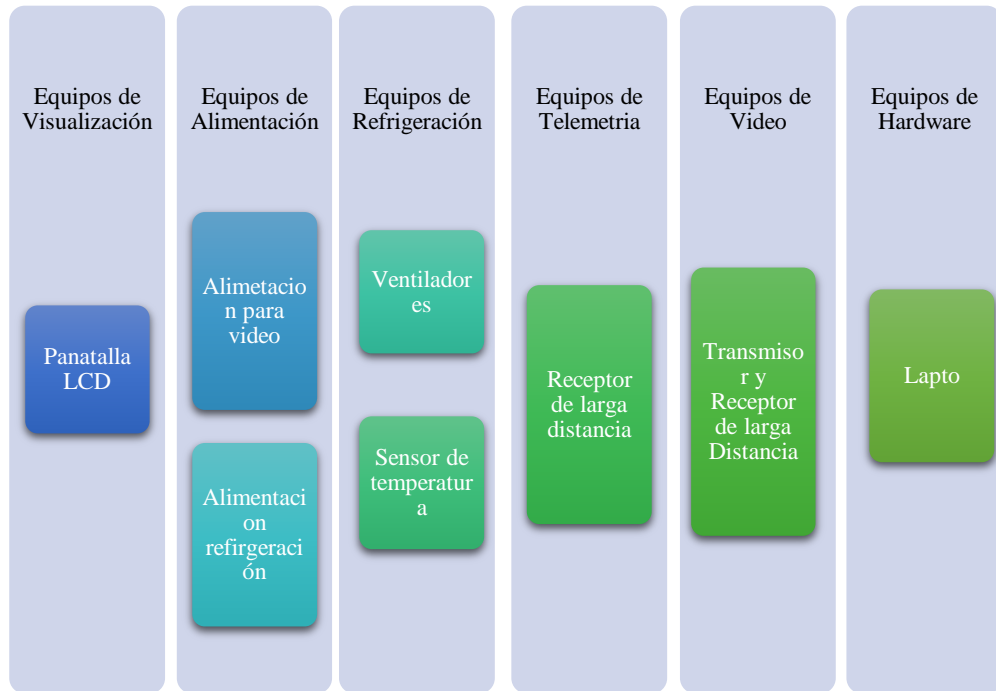 Equipos de
Visualización
Panatalla
LCD
Equipos de
Alimentación
Alimetacio
n para
video
Alimentaci
on
refirgeraci
ón
Equipos de
Refrigeración
Ventilador
es
Sensor de
temperatur
a
Equipos de
Telemetria
Receptor
de larga
distancia
Equipos de
Video
Transmiso
r y
Receptor
de larga
Distancia
Equipos de
Hardware
Lapto